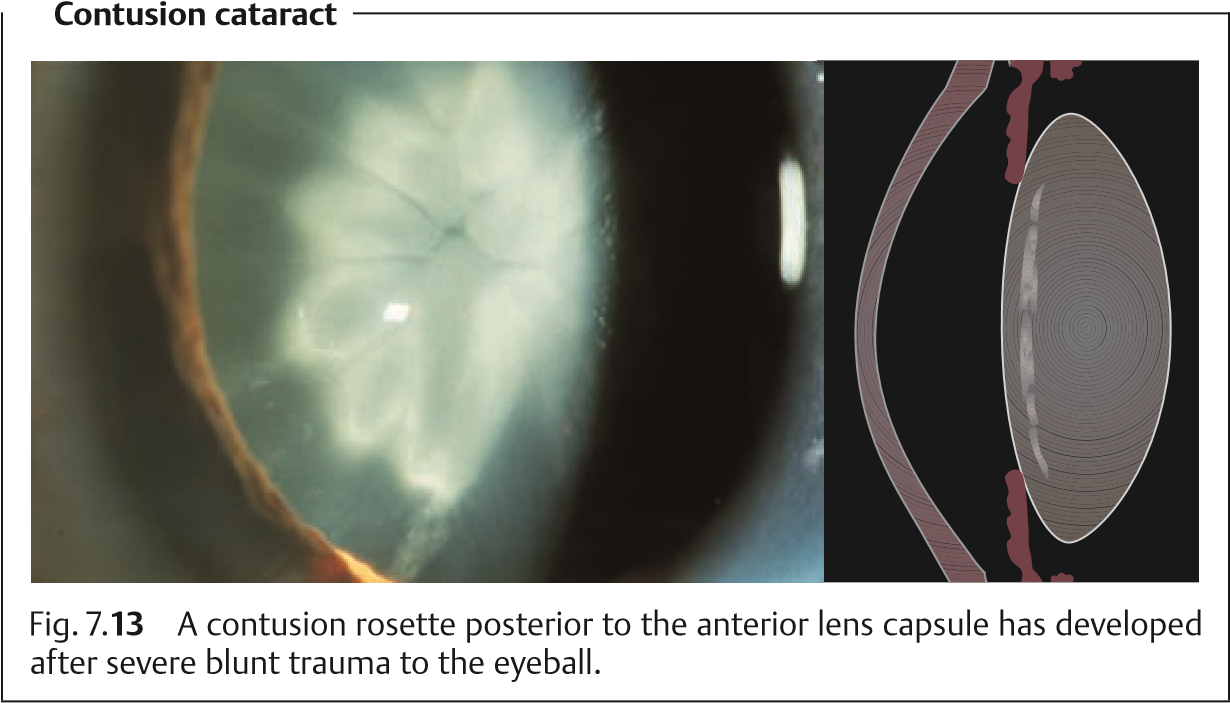 Contusion cataract
Fig. 7.13 A contusion rosette posterior to the anterior lens capsule has developed
after severe blunt trauma to the eyeball.